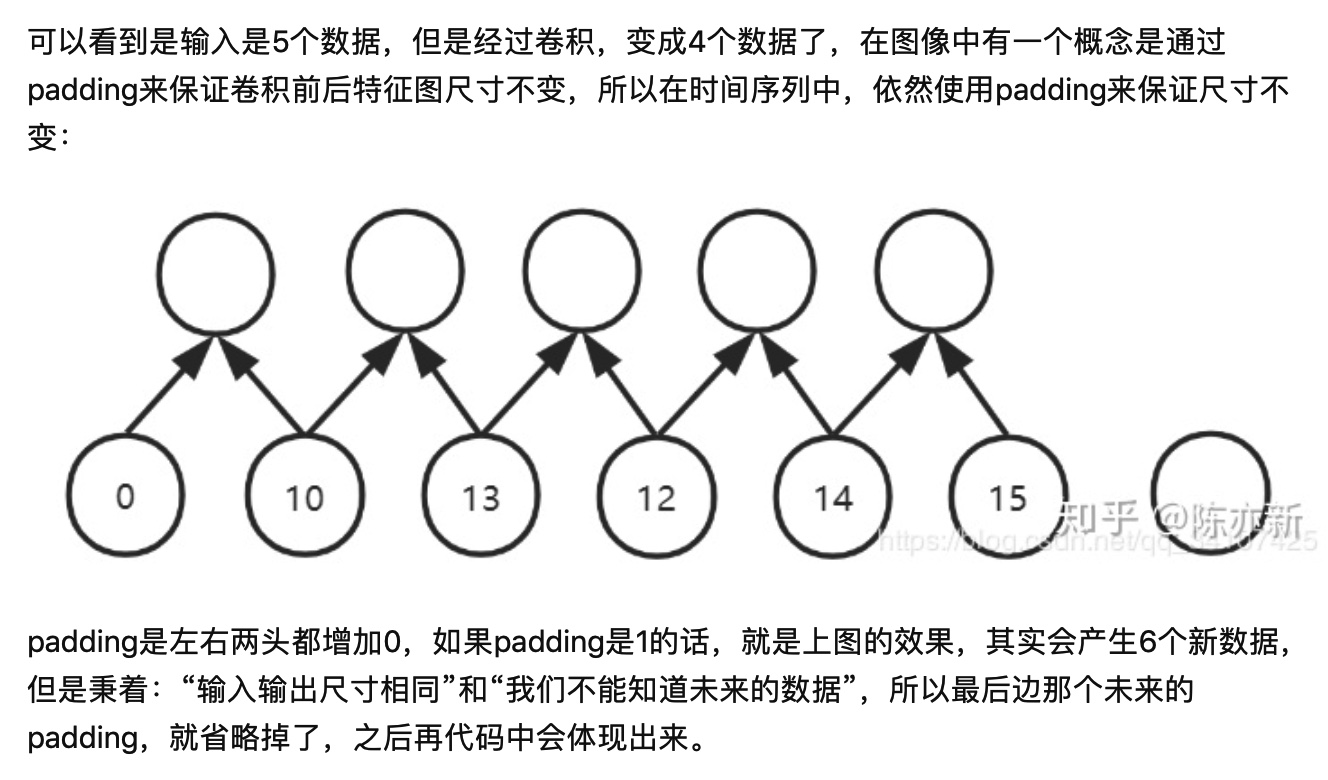 可以看到是输入是5个数据，但是经过卷积，变成4个数据了，在图像中有一个概念是通过
padding来保证卷积前后特征图尺寸不变，所以在时间序列中，依然使用padding来保证尺寸不
变：
0 10 13 12 14 15
知乎 @陈亦新
https://blog.csdn.net/qq_34107425
padding是左右两头都增加0，如果padding是1的话，就是上图的效果，其实会产生6个新数据，
但是秉着：“输入输出尺寸相同”和“我们不能知道未来的数据”，所以最后边那个未来的
padding，就省略掉了，之后再代码中会体现出来。